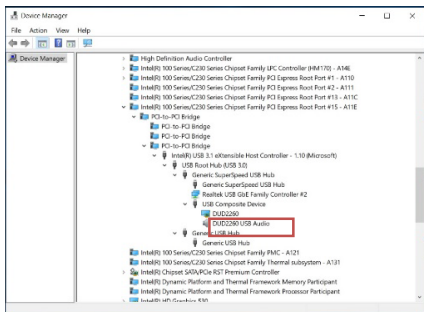 Device Manager
File Action View Help
Device Manager
High Definition Audio Controller
Intel(R) 100 Series/C230 Series Chipset Family LPC Controller (HM170) - A14E
Intel(R) 100 Series/C230 Series Chipset Family PCI Express Root Port #1 - A110
Intel(R) 100 Series/C230 Series Chipset Family PCI Express Root Port #2 - A111
Intel(R) 100 Series/C230 Series Chipset Family PCI Express Root Port #13 - A11C
Intel(R) 100 Series/C230 Series Chipset Family PCI Express Root Port #15 - A11E
PCI-to-PCI Bridge
PCI-to-PCI Bridge
PCI-to-PCI Bridge
PCI-to-PCI Bridge
Intel(R) USB 3.1 eXtensible Host Controller - 1.10 (Microsoft)
USB Root Hub (USB 3.0)
Generic SuperSpeed USB Hub
Generic SuperSpeed USB Hub
Realtek USB GbE Family Controller #2
USB Composite Device
DUD2260
DUD2260 USB Audio
Generic USB Hub
Generic USB Hub
Intel(R) 100 Series/C230 Series Chipset Family PMC - A121
Intel(R) 100 Series/C230 Series Chipset Family Thermal subsystem - A131
Intel(R) Chipset SATA/PCIe RST Premium Controller
Intel(R) Dynamic Platform and Thermal Framework Memory Participant
Intel(R) Dynamic Platform and Thermal Framework Processor Participant
Intel(R) HD Graphics 530